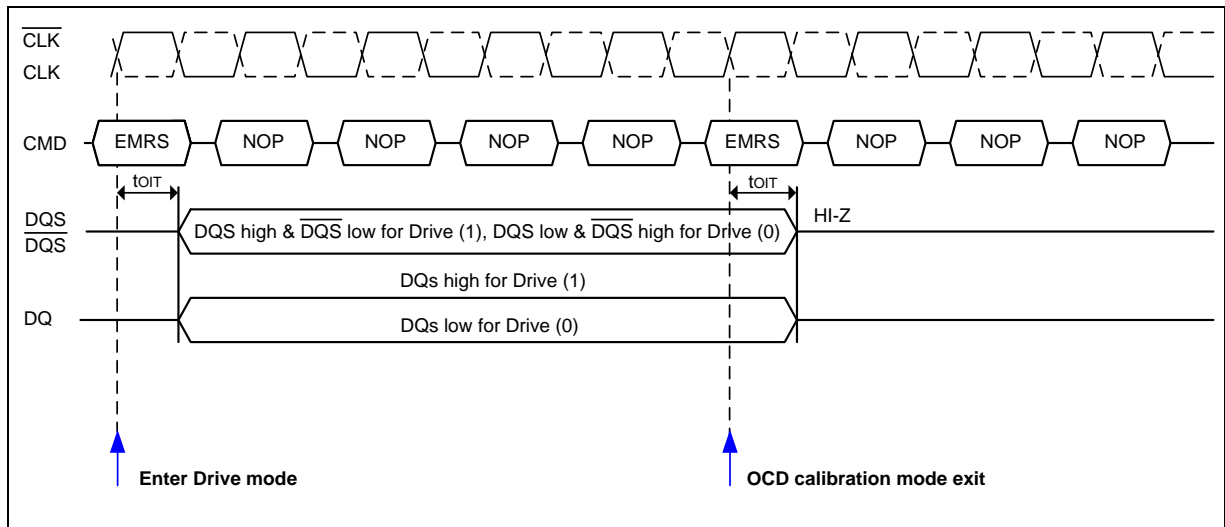 CLK
CLK
CMD EMRS NOP NOP NOP NOP EMRS NOP NOP NOP
tOIT tOIT
DQS
DQS
DQS high & DQS low for Drive (1), DQS low & DQS high for Drive (0)
HI-Z
DQs high for Drive (1)
DQ
DQs low for Drive (0)
Enter Drive mode
OCD calibration mode exit